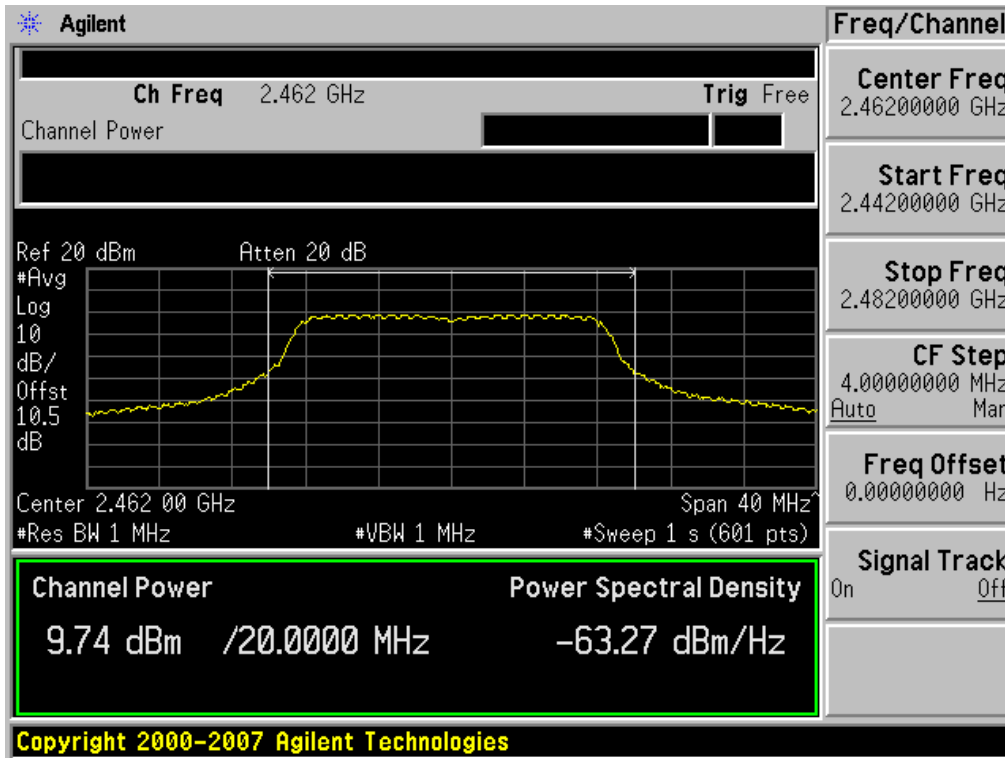 Agilent
Freq/Channel
Ch Freq 2.462 GHz Trig Free
Channel Power
Ref 20 dBm Atten 20 dB
#Avg
Log
10
dB/
Offst
10.5
dB
Center 2.462 00 GHz Span 40 MHz^
#Res BW 1 MHz #VBW 1 MHz #Sweep 1 s (601 pts)
Channel Power Power Spectral Density
9.74 dBm /20.0000 MHz -63.27 dBm/Hz
Center Freq
2.46200000 GHz
Start Freq
2.44200000 GHz
Stop Freq
2.48200000 GHz
CF Step
4.00000000 MHz
Auto Man
Freq Offset
0.00000000 Hz
Signal Track
On Off
Copyright 2000-2007 Agilent Technologies